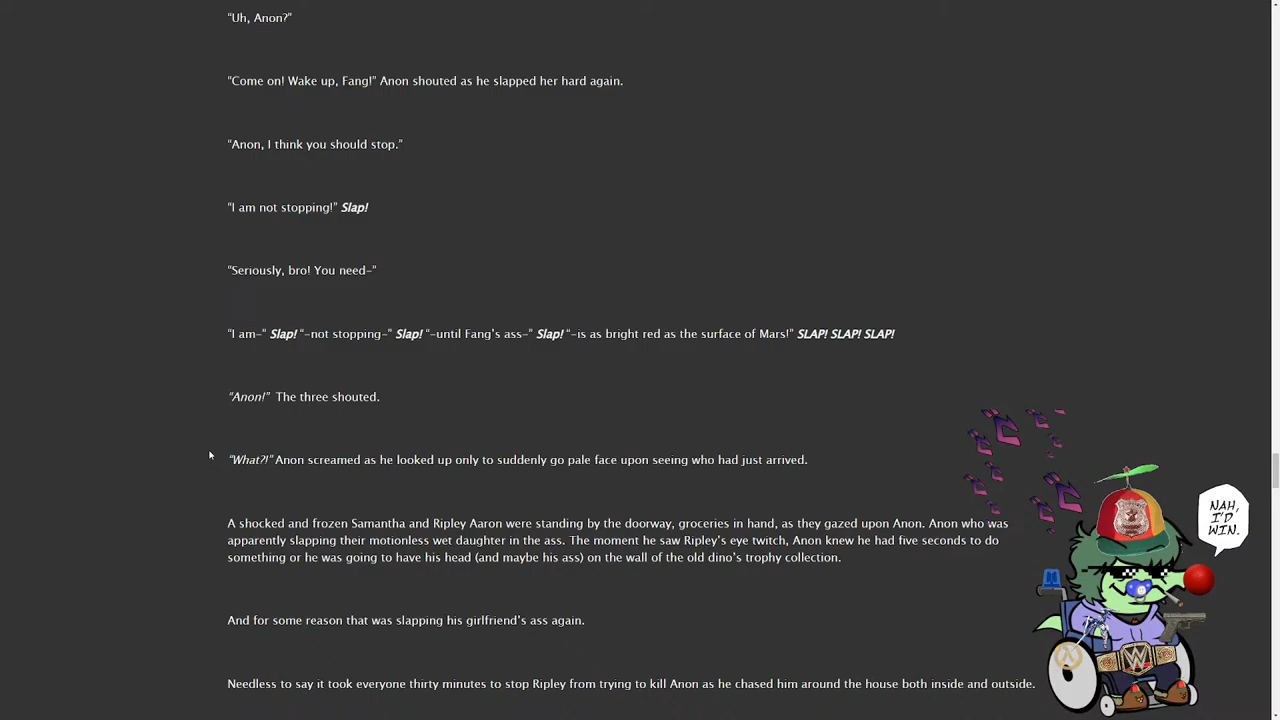 “Uh, Anon?”
“Come on! Wake up, Fang!” Anon shouted as he slapped her hard again.
“Anon, I think you should stop.”
“I am not stopping!” Slap!
“Seriously, bro! You need–”
“I am–” Slap! “–not stopping–” Slap! “–until Fang’s ass–” Slap! “–is as bright red as the surface of Mars!” SLAP! SLAP! SLAP!
“Anon!” The three shouted.
“What?!” Anon screamed as he looked up only to suddenly go pale face upon seeing who had just arrived.
A shocked and frozen Samantha and Ripley Aaron were standing by the doorway, groceries in hand, as they gazed upon Anon. Anon who was
apparently slapping their motionless wet daughter in the ass. The moment he saw Ripley’s eye twitch, Anon knew he had five seconds to do
something or he was going to have his head (and maybe his ass) on the wall of the old dino’s trophy collection.
And for some reason that was slapping his girlfriend’s ass again.
Needless to say it took everyone thirty minutes to stop Ripley from trying to kill Anon as he chased him around the house both inside and outside.
NAH,
I'D
WIN.